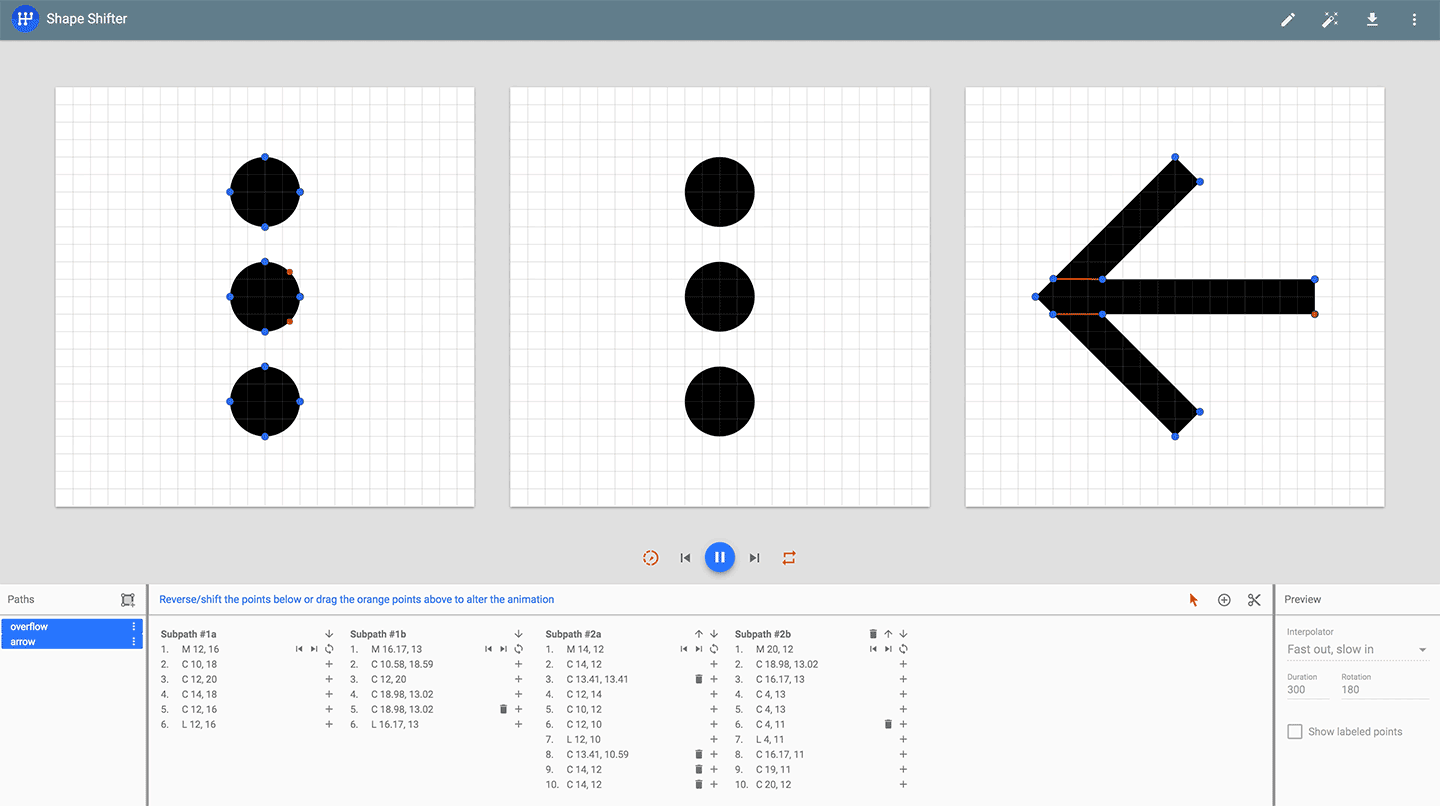 Shape Shifter
Paths
Reverse/shift the points below or drag the orange points above to alter the animation
Preview
overflow
arrow
Subpath #1a
1. M 12, 16
2. C 10, 18
3. C 12, 20
4. C 14, 18
5. C 12, 16
6. L 12, 16
Subpath #1b
1. M 16.17, 13
2. C 10.58, 18.59
3. C 12, 20
4. C 18.98, 13.02
5. C 18.98, 13.02
6. L 16.17, 13
Subpath #2a
1. M 14, 12
2. C 14, 12
3. C 13.41, 13.41
4. C 12, 14
5. C 10, 12
6. C 12, 10
7. L 12, 10
8. C 13.41, 10.59
9. C 14, 12
10. C 14, 12
Subpath #2b
1. M 20, 12
2. C 18.98, 13.02
3. C 16.17, 13
4. C 4, 13
5. C 4, 13
6. C 4, 11
7. L 4, 11
8. C 16.17, 11
9. C 19, 11
10. C 20, 12
Interpolator
Fast out, slow in
Duration Rotation
300 180
Show labeled points